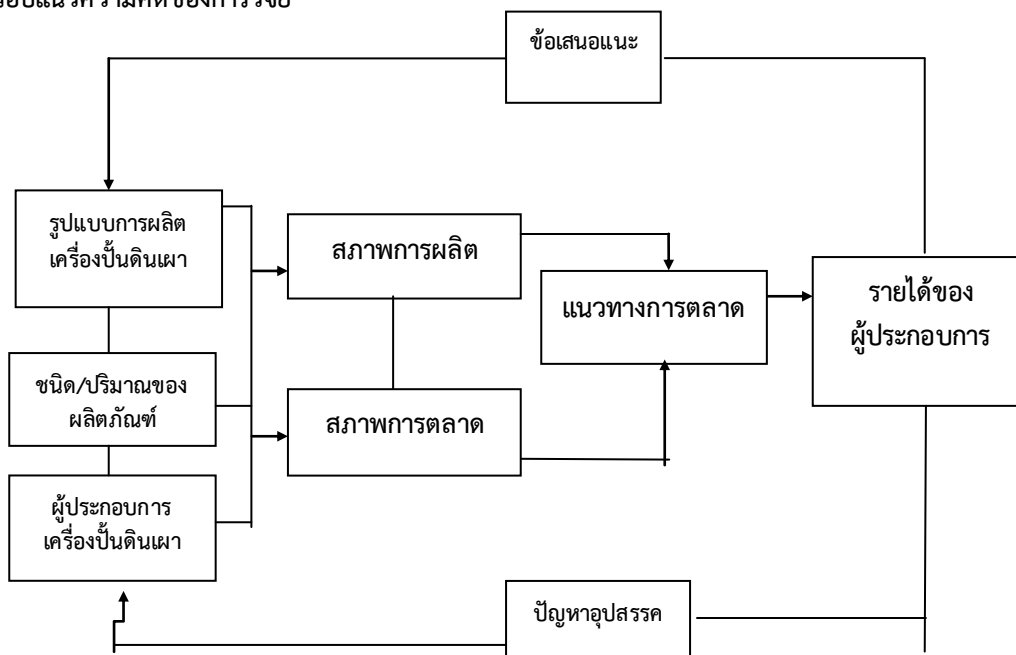 ข้อเสนอแนะ
รูปแบบการผลิต
เครื่องปั้นดินเผา
สภาพการผลิต
แนวทางการตลาด
รายได้ของ
ผู้ประกอบการ
ชนิด/ปริมาณของ
ผลิตภัณฑ์
สภาพการตลาด
ผู้ประกอบการ
เครื่องปั้นดินเผา
ปัญหาอุปสรรค